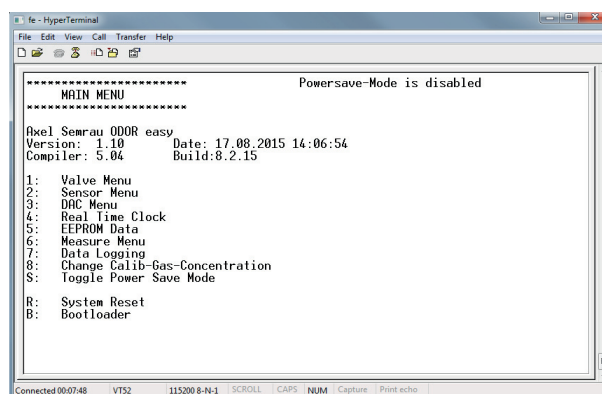 fe - HyperTerminal
File Edit View Call Transfer Help
*********************** Powersave-Mode is disabled
MAIN MENU
***********************
Axel Semrau ODOR easy
Version: 1.10 Date: 17.08.2015 14:06:54
Compiler: 5.04 Build:8.2.15
1: Valve Menu
2: Sensor Menu
3: DAC Menu
4: Real Time Clock
5: EEPROM Data
6: Measure Menu
7: Data Logging
8: Change Calib-Gas-Concentration
S: Toggle Power Save Mode
R: System Reset
B: Bootloader
Connected 00:07:48 VT52 115200 8-N-1 SCROLL CAPS NUM Capture Print echo